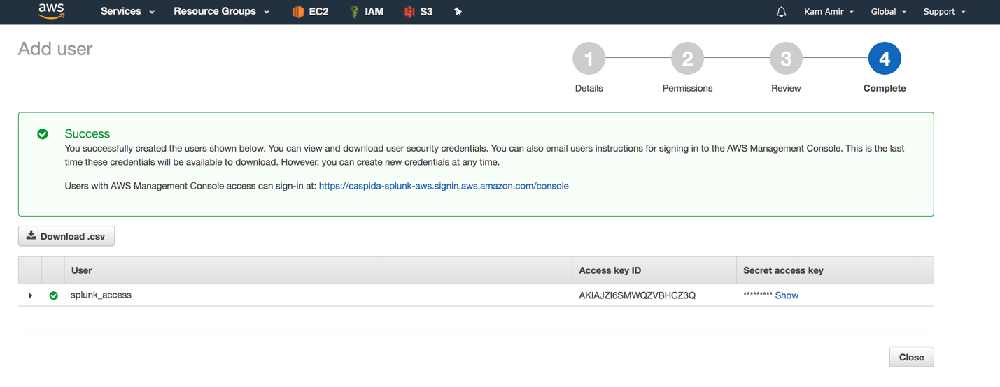 aws Services Resource Groups EC2 IAM S3 Kam Amir Global Support
Add user
1 2 3 4
Details Permissions Review Complete
Success
You successfully created the users shown below. You can view and download user security credentials. You can also email users instructions for signing in to the AWS Management Console. This is the last
time these credentials will be available to download. However, you can create new credentials at any time.
Users with AWS Management Console access can sign-in at: https://caspida-splunk-aws.signin.aws.amazon.com/console
Download .csv
User Access key ID Secret access key
splunk_access AKIAJZI6SMWQZVBHCZ3Q ********* Show
Close